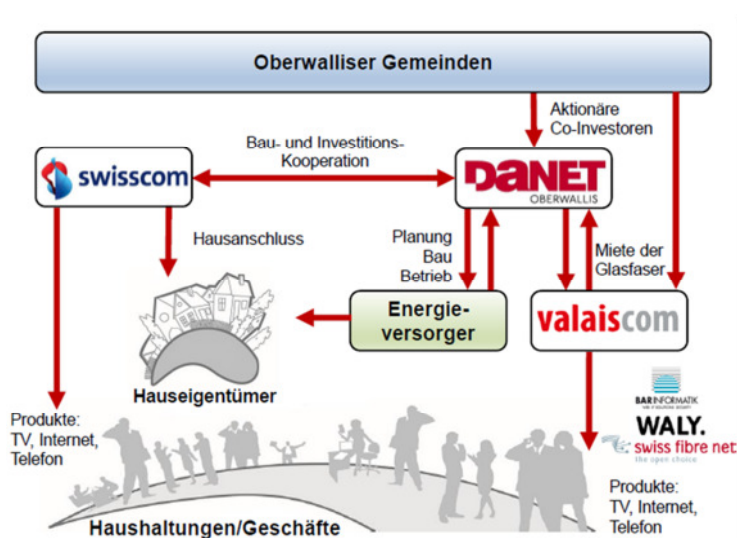 Oberwalliser Gemeinden
Aktionäre
Co-Investoren
Bau- und Investitions-
Kooperation
swisscom
DaNET
OBERWALLIS
Hausanschluss
Planung
Bau
Betrieb
Miete der
Glasfaser
Energie-
versorger
valaiscom
Hauseigentümer
BAR INFORMATIK
WALY.
swiss fibre net
the open choice
Produkte:
TV, Internet,
Telefon
Produkte:
TV, Internet,
Telefon
Haushaltungen/Geschäfte